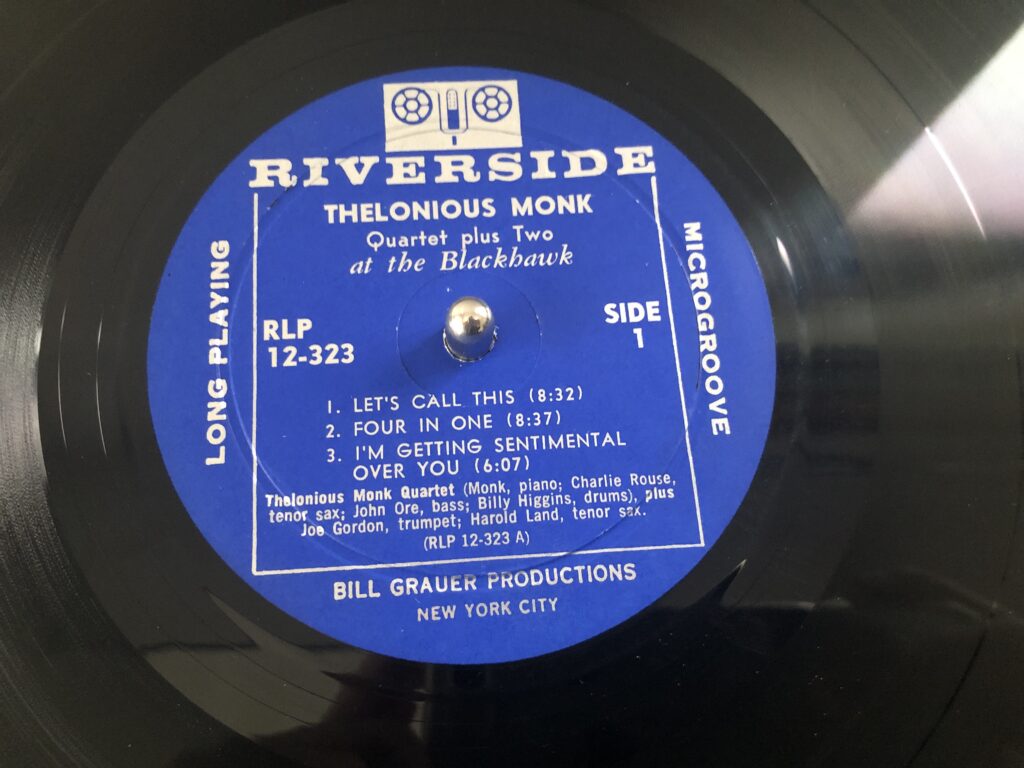 RIVERSIDE
THELONIOUS MONK
Quartet plus Two
at the Blackhawk
LONG PLAYING
MICROGROOVE
RLP
12-323
SIDE
1
1. LET'S CALL THIS (8:32)
2. FOUR IN ONE (8:37)
3. I'M GETTING SENTIMENTAL
OVER YOU (6:07)
Thelonious Monk Quartet (Monk, piano; Charlie Rouse,
tenor sax; John Ore, bass; Billy Higgins, drums), plus
Joe Gordon, trumpet; Harold Land, tenor sax.
(RLP 12-323 A)
BILL GRAUER PRODUCTIONS
NEW YORK CITY